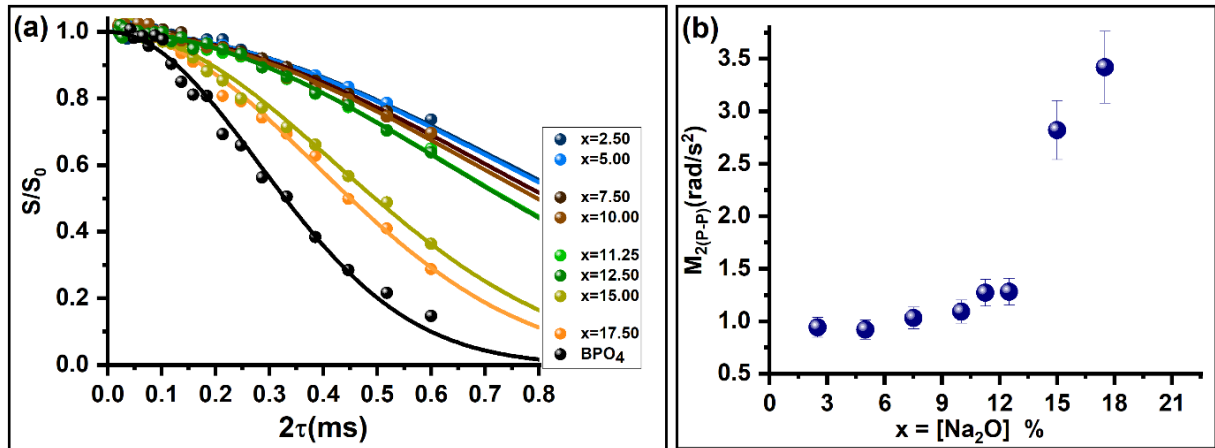 (a)
1.0
0.8
0.6
0.4
0.2
0.0
S/S₀
0.0 0.1 0.2 0.3 0.4 0.5 0.6 0.7 0.8
2τ(ms)
x=2.50
x=5.00
x=7.50
x=10.00
x=11.25
x=12.50
x=15.00
x=17.50
BPO₄
(b)
3.5
3.0
2.5
2.0
1.5
1.0
0.5
M₂₍P-P₎(rad/s²)
0 3 6 9 12 15 18 21
x = [Na₂O] %